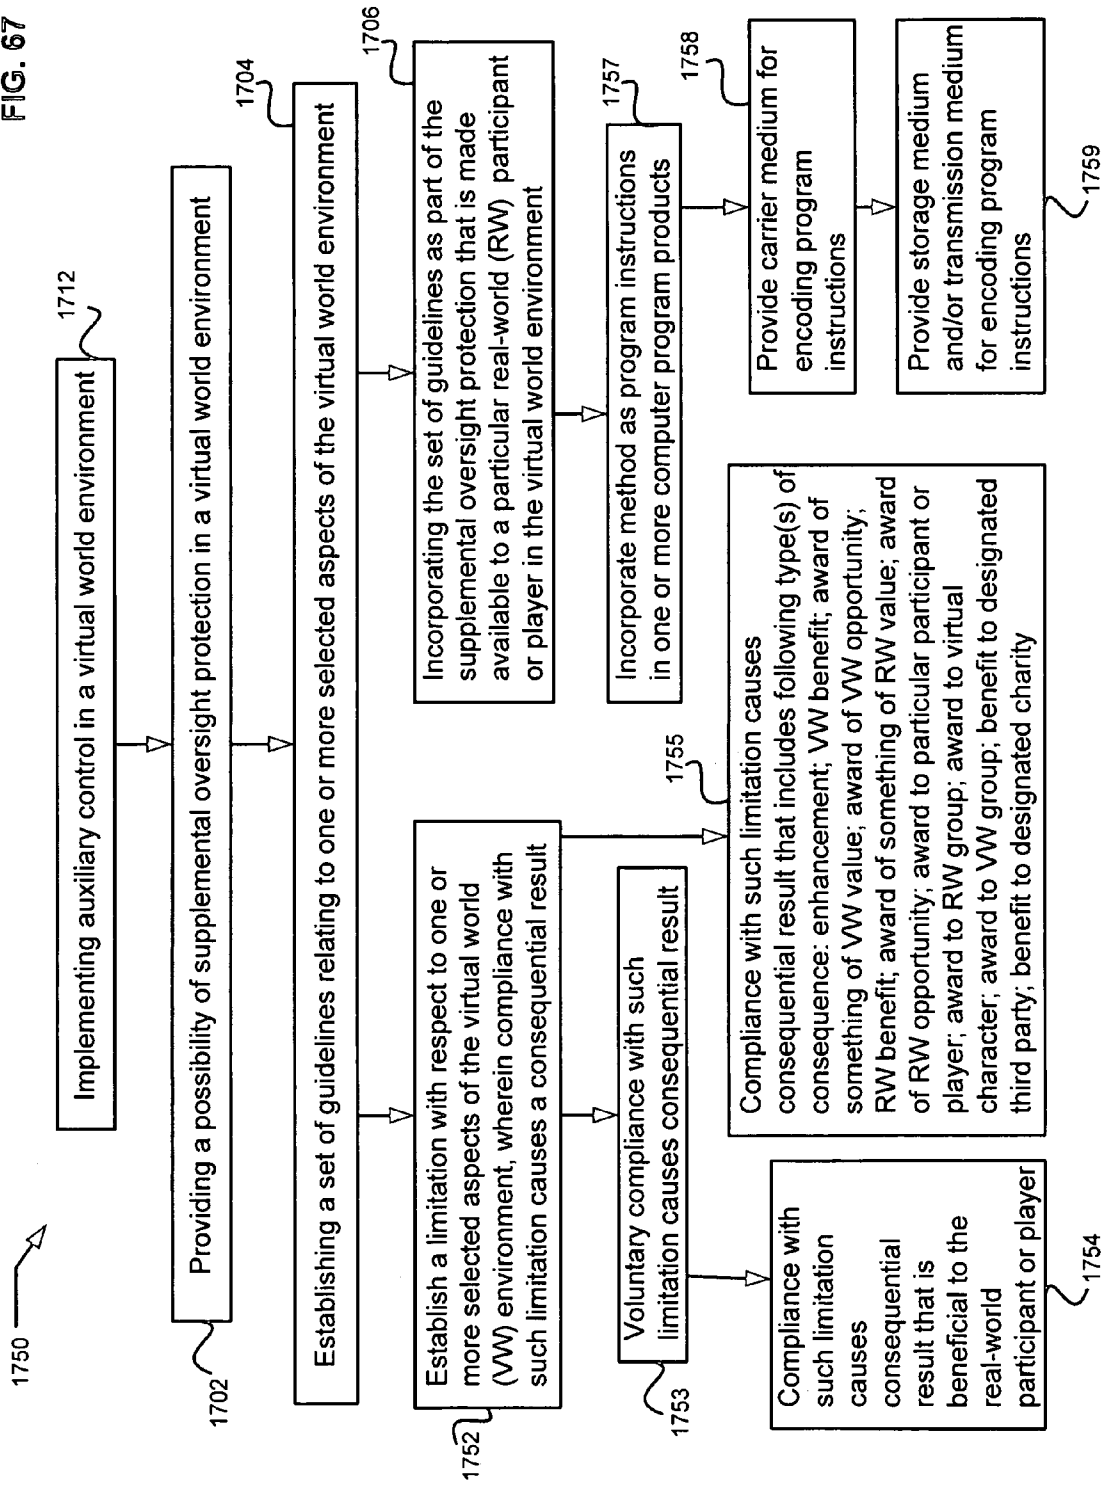 FIG. 67
1750
1712
Implementing auxiliary control in a virtual world environment
1702
Providing a possibility of supplemental oversight protection in a virtual world environment
1704
Establishing a set of guidelines relating to one or more selected aspects of the virtual world environment
1752
Establish a limitation with respect to one or
more selected aspects of the virtual world
(VW) environment, wherein compliance with
such limitation causes a consequential result
1706
Incorporating the set of guidelines as part of the
supplemental oversight protection that is made
available to a particular real-world (RW) participant
or player in the virtual world environment
1753
Voluntary compliance with such
limitation causes consequential result
1757
Incorporate method as program instructions
in one or more computer program products
1754
Compliance with
such limitation
causes
consequential
result that is
beneficial to the
real-world
participant or player
1755
Compliance with such limitation causes
consequential result that includes following type(s) of
consequence: enhancement; VW benefit; award of
something of VW value; award of VW opportunity;
RW benefit; award of something of RW value; award
of RW opportunity; award to particular participant or
player; award to RW group; award to virtual
character; award to VW group; benefit to designated
third party; benefit to designated charity
1758
Provide carrier medium for
encoding program
instructions
1759
Provide storage medium
and/or transmission medium
for encoding program
instructions